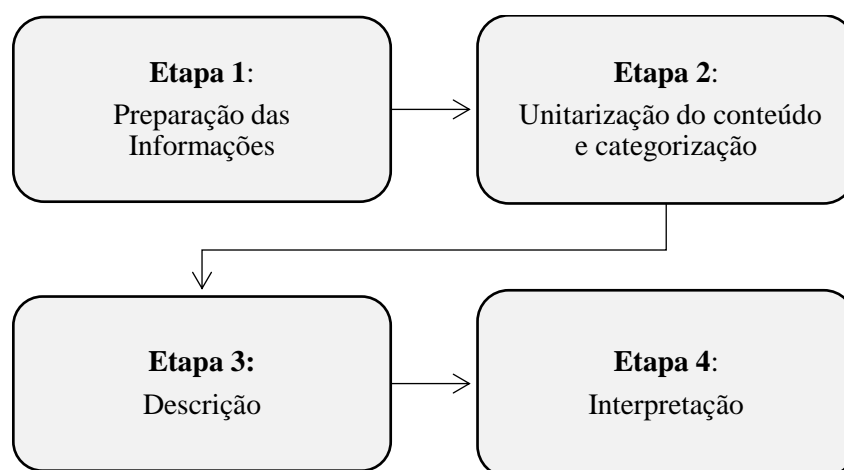 Etapa 1:
Preparação das
Informações
Etapa 2:
Unitarização do conteúdo
e categorização
Etapa 3:
Descrição
Etapa 4:
Interpretação